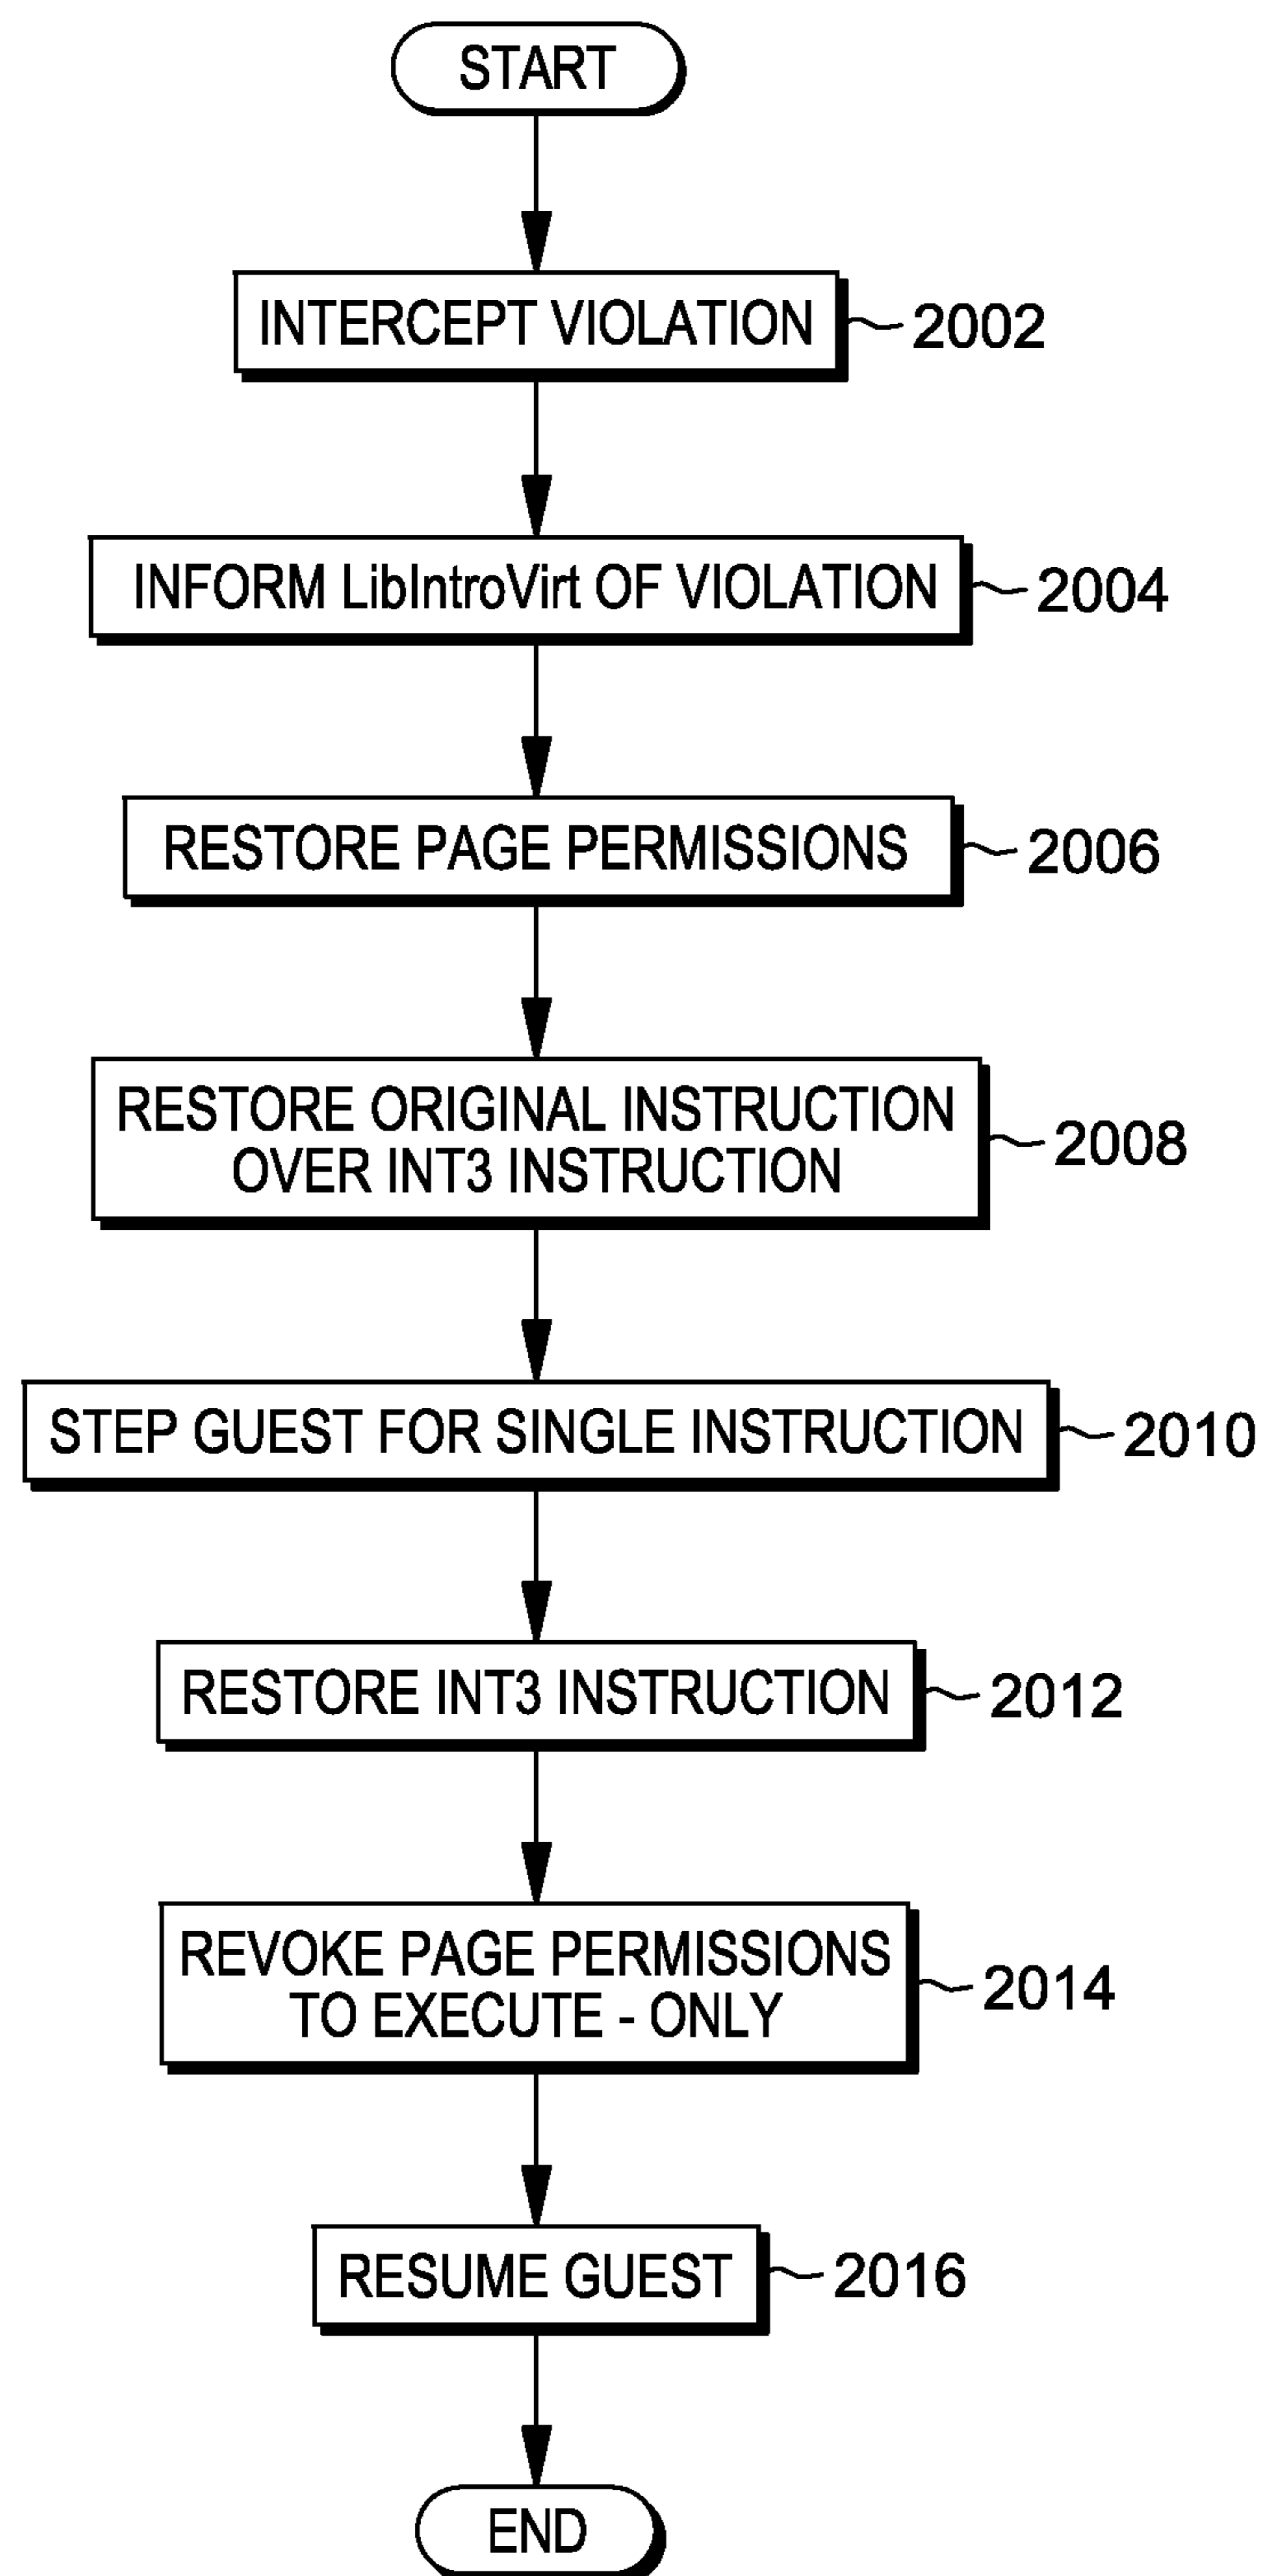 START
INTERCEPT VIOLATION
2002
INFORM LibIntroVirt OF VIOLATION
2004
RESTORE PAGE PERMISSIONS
2006
RESTORE ORIGINAL INSTRUCTION
OVER INT3 INSTRUCTION
2008
STEP GUEST FOR SINGLE INSTRUCTION
2010
RESTORE INT3 INSTRUCTION
2012
REVOKE PAGE PERMISSIONS
TO EXECUTE - ONLY
2014
RESUME GUEST
2016
END